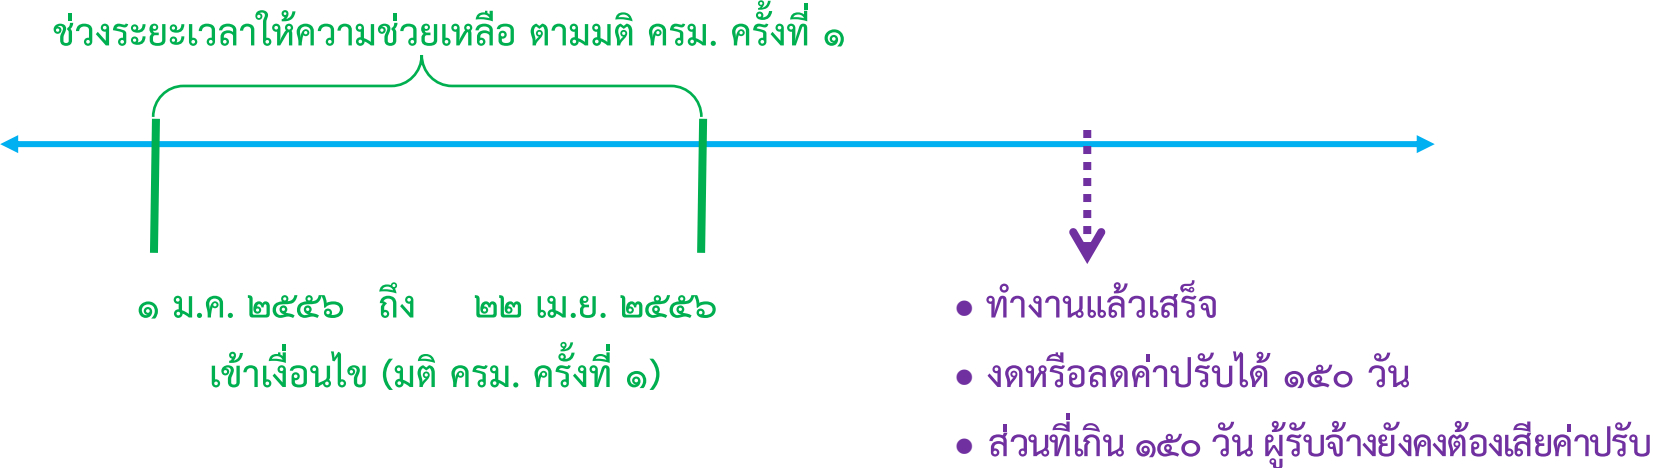 ช่วงระยะเวลาให้ความช่วยเหลือ ตามมติ ครม. ครั้งที่ ๑
๑ ม.ค. ๒๕๕๖ ถึง ๒๒ เม.ย. ๒๕๕๖
เข้าเงื่อนไข (มติ ครม. ครั้งที่ ๑)
• ทำงานแล้วเสร็จ
• งดหรือลดค่าปรับได้ ๑๕๐ วัน
• ส่วนที่เกิน ๑๕๐ วัน ผู้รับจ้างยังคงต้องเสียค่าปรับ